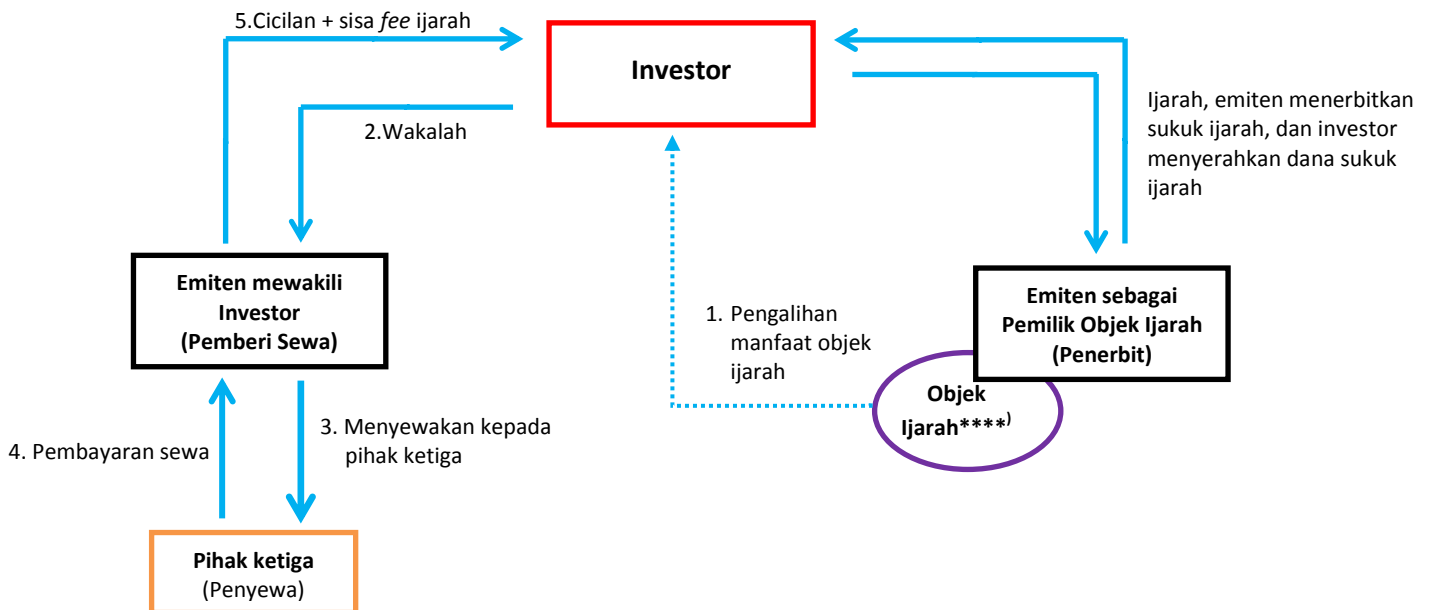 5.Cicilan + sisa fee ijarah
Investor
2.Wakalah
Ijarah, emiten menerbitkan
sukuk ijarah, dan investor
menyerahkan dana sukuk
ijarah
Emiten mewakili
Investor
(Pemberi Sewa)
1. Pengalihan
manfaat objek
ijarah
Emiten sebagai
Pemilik Objek Ijarah
(Penerbit)
Objek
Ijarah****)
4. Pembayaran sewa
3. Menyewakan kepada
pihak ketiga
Pihak ketiga
(Penyewa)